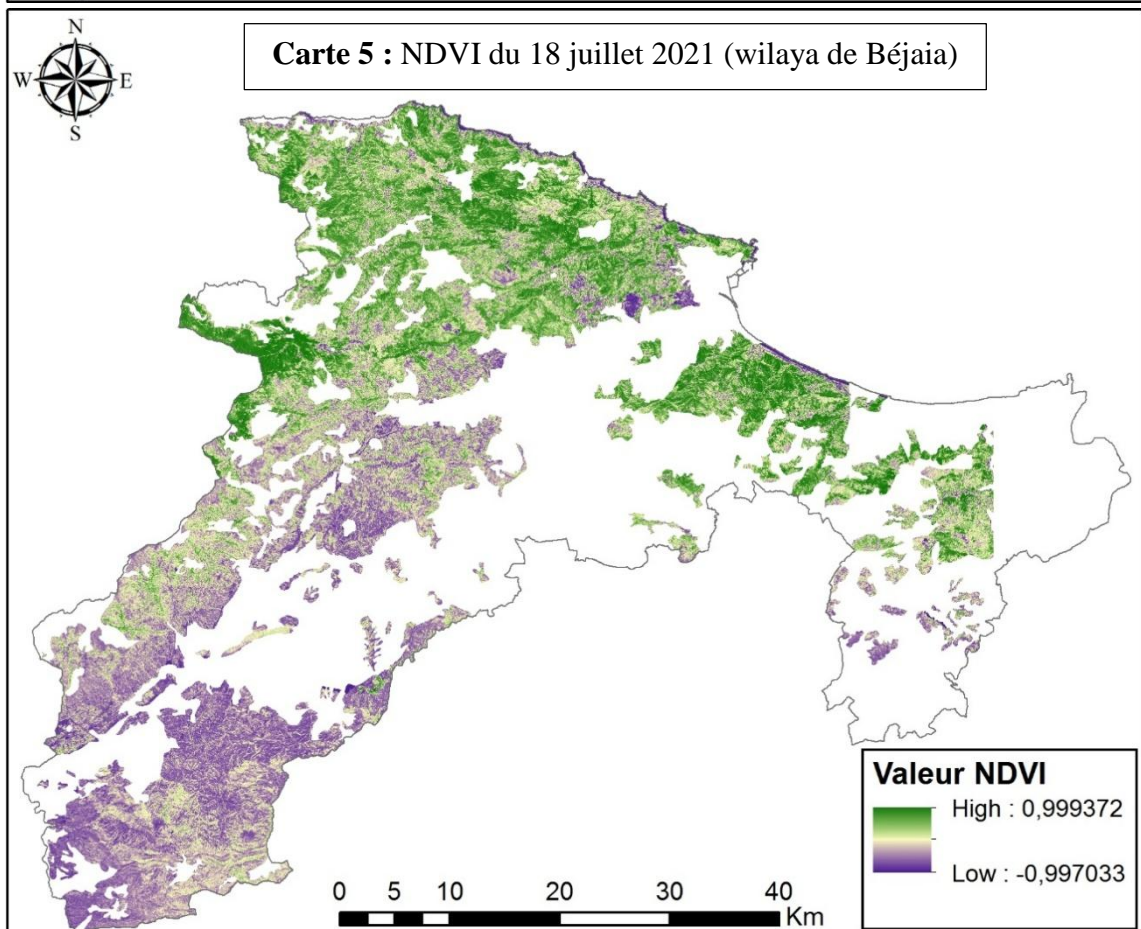 N
W E
S
Carte 5 : NDVI du 18 juillet 2021 (wilaya de Béjaia)
Valeur NDVI
High : 0,999372
Low : -0,997033
0 5 10 20 30 40
Km